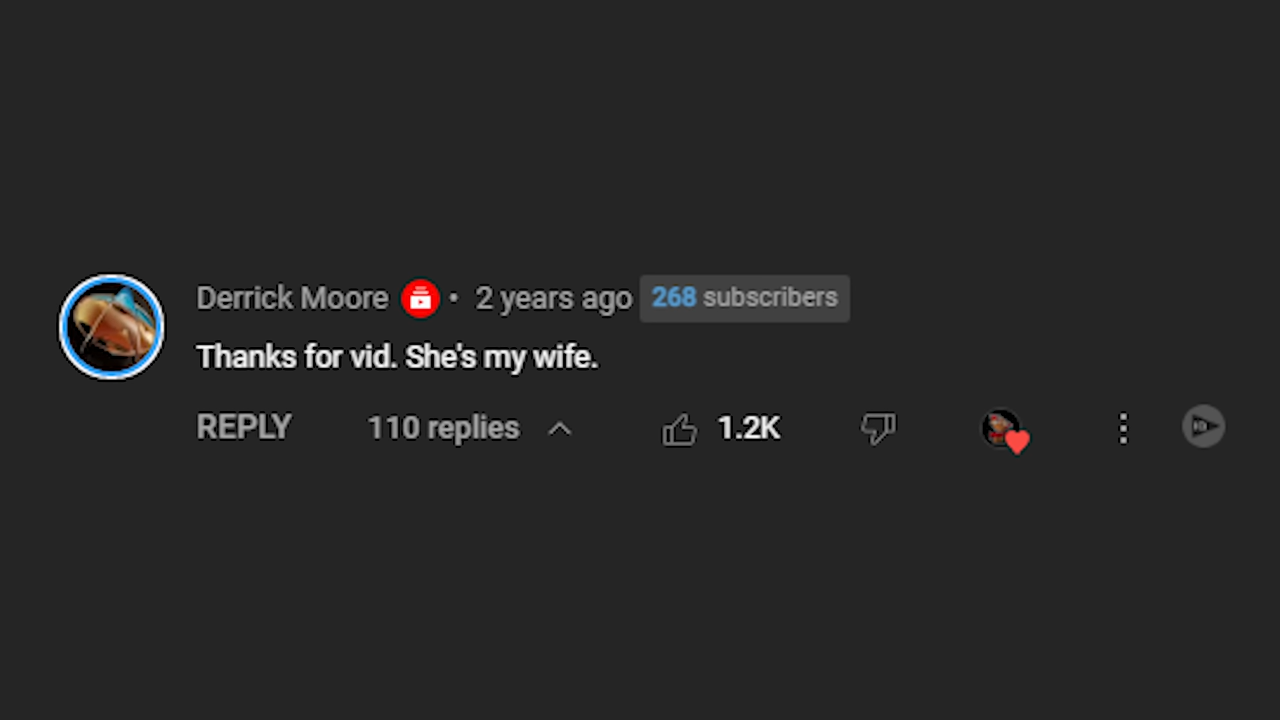 Derrick Moore • 2 years ago 268 subscribers
Thanks for vid. She's my wife.
REPLY 110 replies 1.2K